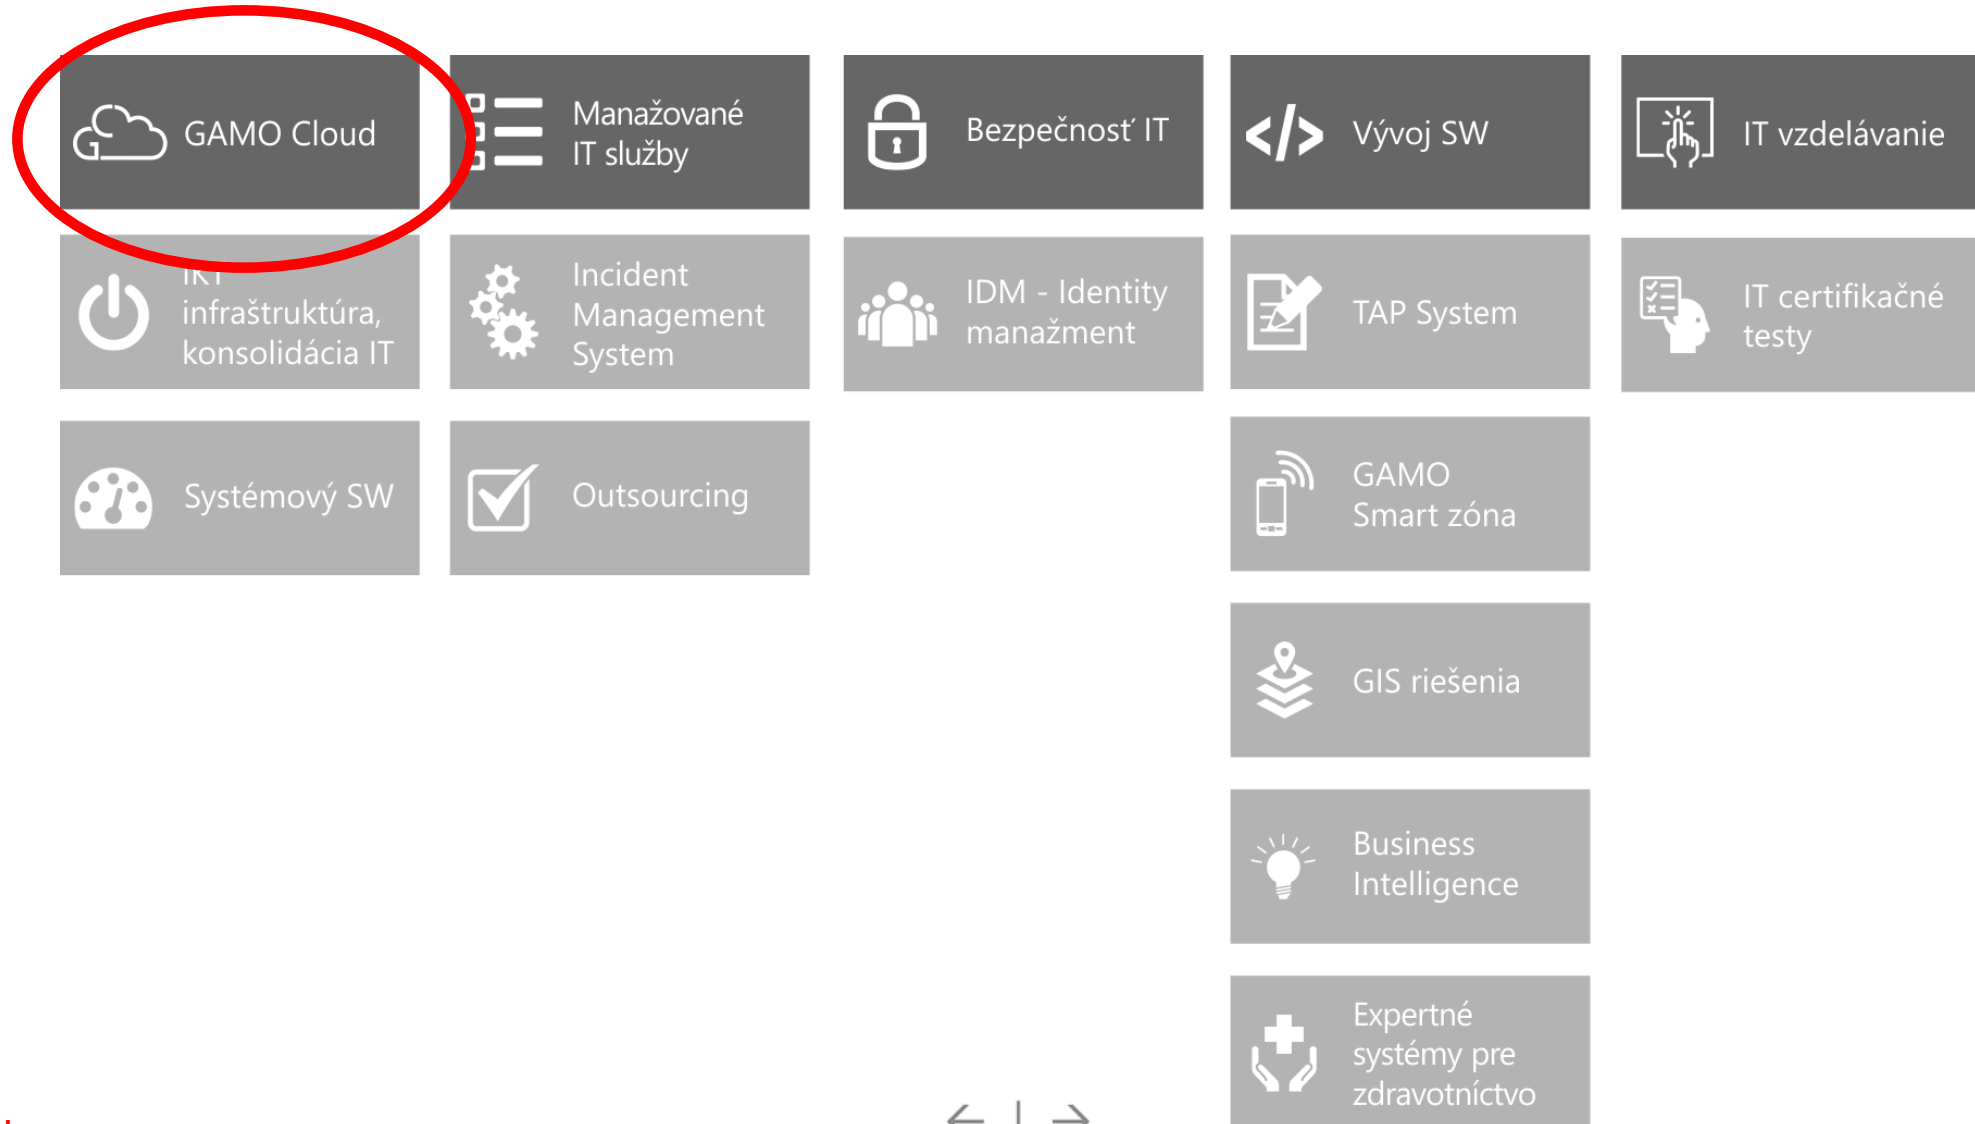 GAMO Cloud
Manažované
IT služby
Bezpečnosť IT
Vývoj SW
IT vzdelávanie
IKT
infraštruktúra,
konsolidácia IT
Incident
Management
System
IDM - Identity
manažment
TAP System
IT certifikačné
testy
Systémový SW
Outsourcing
GAMO
Smart zóna
GIS riešenia
Business
Intelligence
Expertné
systémy pre
zdravotníctvo